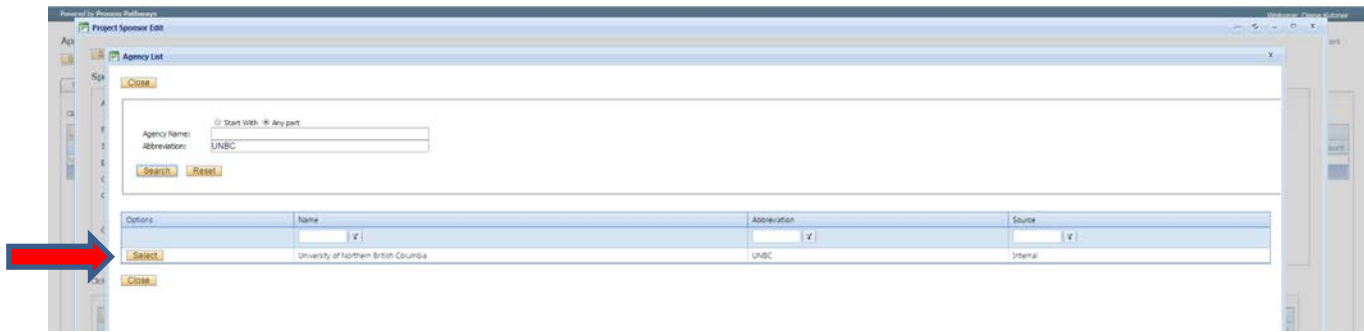 Powered by Process Pathways
Project Sponsor Edit
Agency List
X
Close
Start With Any part
Agency Name:
Abbreviation: UNBC
Search Reset
Options Name Abbreviation Source
Select University of Northern British Columbia UNBC Internal
Close